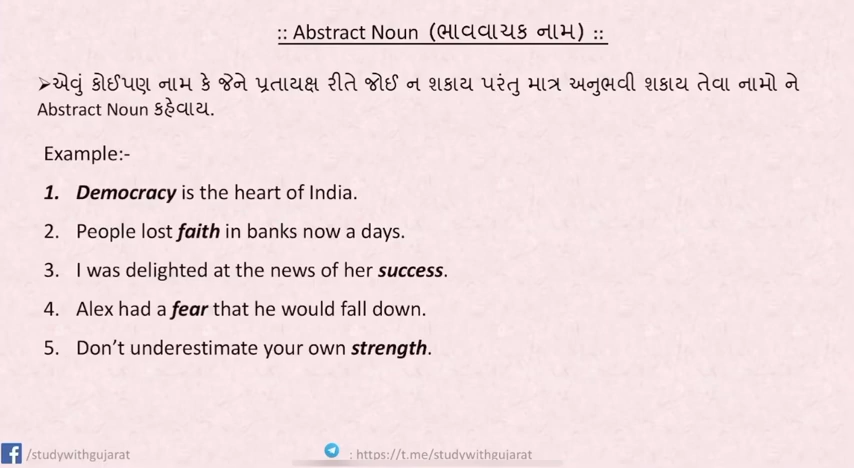 :: Abstract Noun (ભાવવાચક નામ) ::
➢એવું કોઈપણ નામ કે જેને પ્રતાયક્ષ રીતે જોઈ ન શકાય પરંતુ માત્ર અનુભવી શકાય તેવા નામો ને
Abstract Noun કહેવાય.
Example:-
1. Democracy is the heart of India.
2. People lost faith in banks now a days.
3. I was delighted at the news of her success.
4. Alex had a fear that he would fall down.
5. Don’t underestimate your own strength.
/studywithgujarat : https://t.me/studywithgujarat